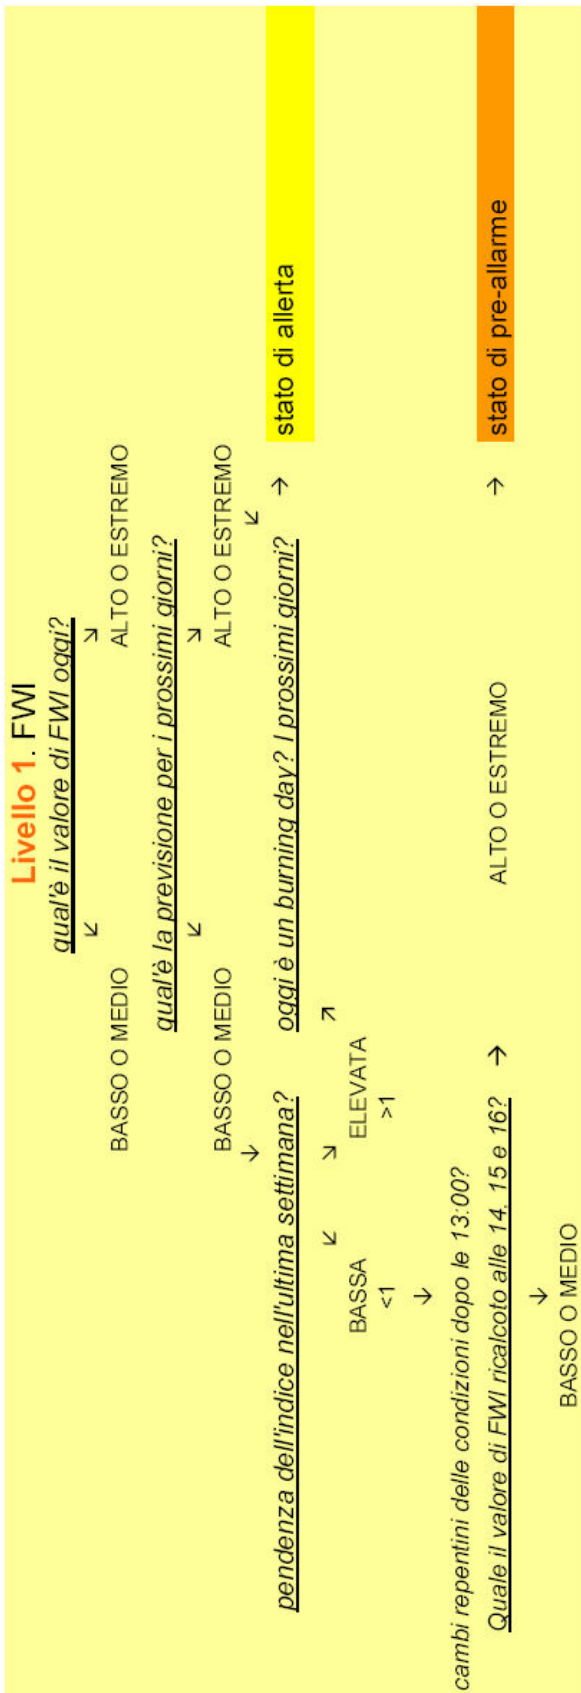 Livello 1. FWI
qual'è il valore di FWI oggi?
↙ ↘
BASSO O MEDIO ALTO O ESTREMO
qual'è la previsione per i prossimi giorni?
↙ ↘
BASSO O MEDIO ALTO O ESTREMO
↓ ↙
pendenza dell'indice nell'ultima settimana? oggi è un burning day? I prossimi giorni? → stato di allerta
↙ ↘ ↗
BASSA ELEVATA
<1 >1
↓
cambi repentini delle condizioni dopo le 13:00?
Quale il valore di FWI ricalcoto alle 14, 15 e 16? → ALTO O ESTREMO → stato di pre-allarme
↓
BASSO O MEDIO